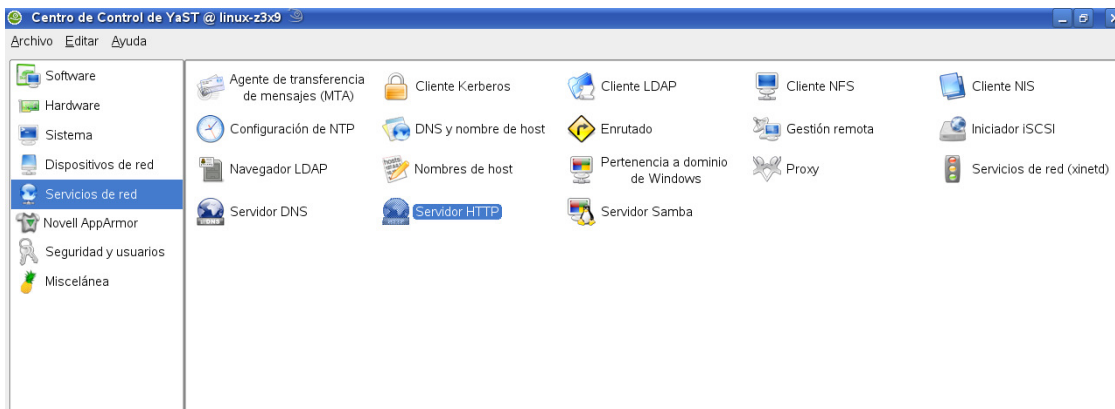 Centro de Control de YaST @ linux-z3x9
Archivo Editar Ayuda
Software
Hardware
Sistema
Dispositivos de red
Servicios de red
Novell AppArmor
Seguridad y usuarios
Miscelánea
Agente de transferencia
de mensajes (MTA)
Cliente Kerberos
Cliente LDAP
Cliente NFS
Cliente NIS
Configuración de NTP
DNS y nombre de host
Enrutado
Gestión remota
Iniciador iSCSI
Navegador LDAP
Nombres de host
Pertenencia a dominio
de Windows
Proxy
Servicios de red (xinetd)
Servidor DNS
Servidor HTTP
Servidor Samba